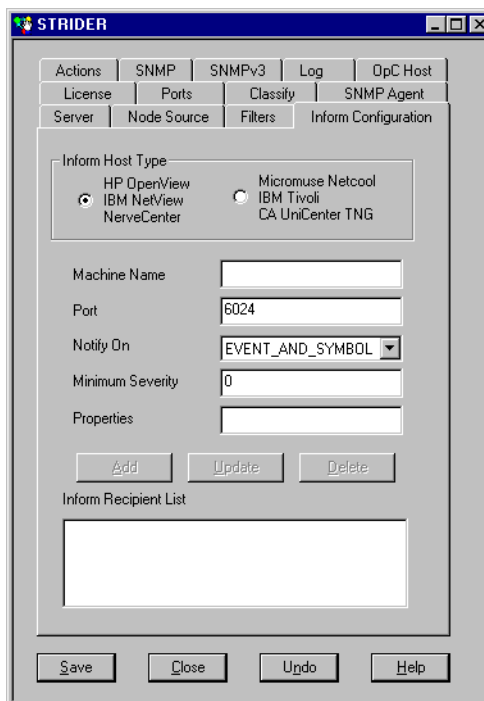 STRIDER
Actions SNMP SNMPv3 Log OpC Host
License Ports Classify SNMP Agent
Server Node Source Filters Inform Configuration
Inform Host Type
HP OpenView
IBM NetView
NerveCenter
Micromuse Netcool
IBM Tivoli
CA UniCenter TNG
Machine Name
Port 6024
Notify On EVENT_AND_SYMBOL
Minimum Severity 0
Properties
Add Update Delete
Inform Recipient List
Save Close Undo Help